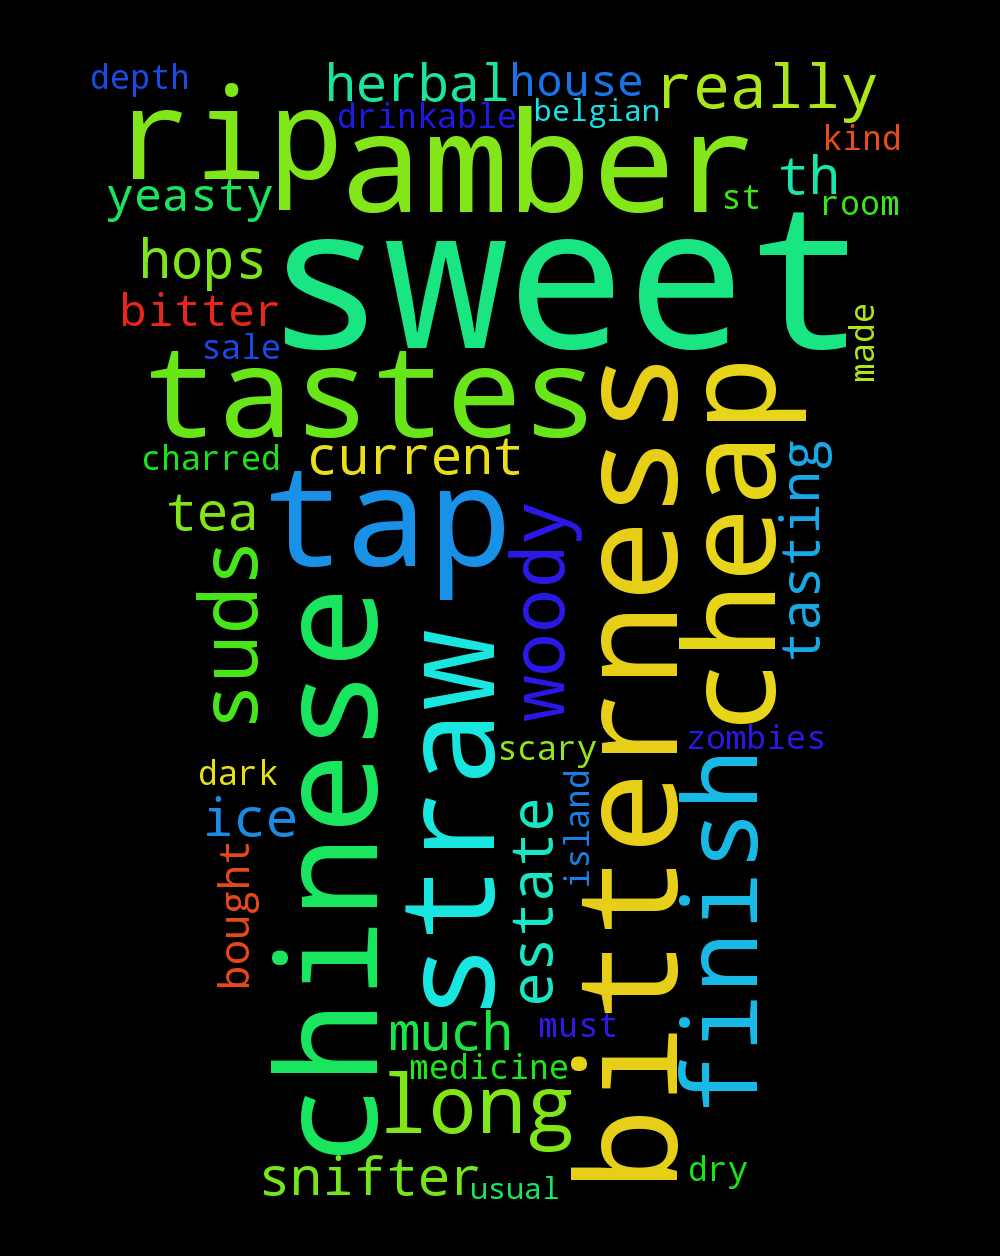 depth
herbal
house
really
rip
drinkable
belgian
amber
kind
th
yeasty
st
room
hops
sweet
bitter
sale
made
tastes
charred
current
cheap
tasting
tea
tap
woody
suds
bitterness
chinese
straw
scary
zombies
dark
ice
island
estate
finish
bought
much
must
medicine
long
snifter
usual
dry